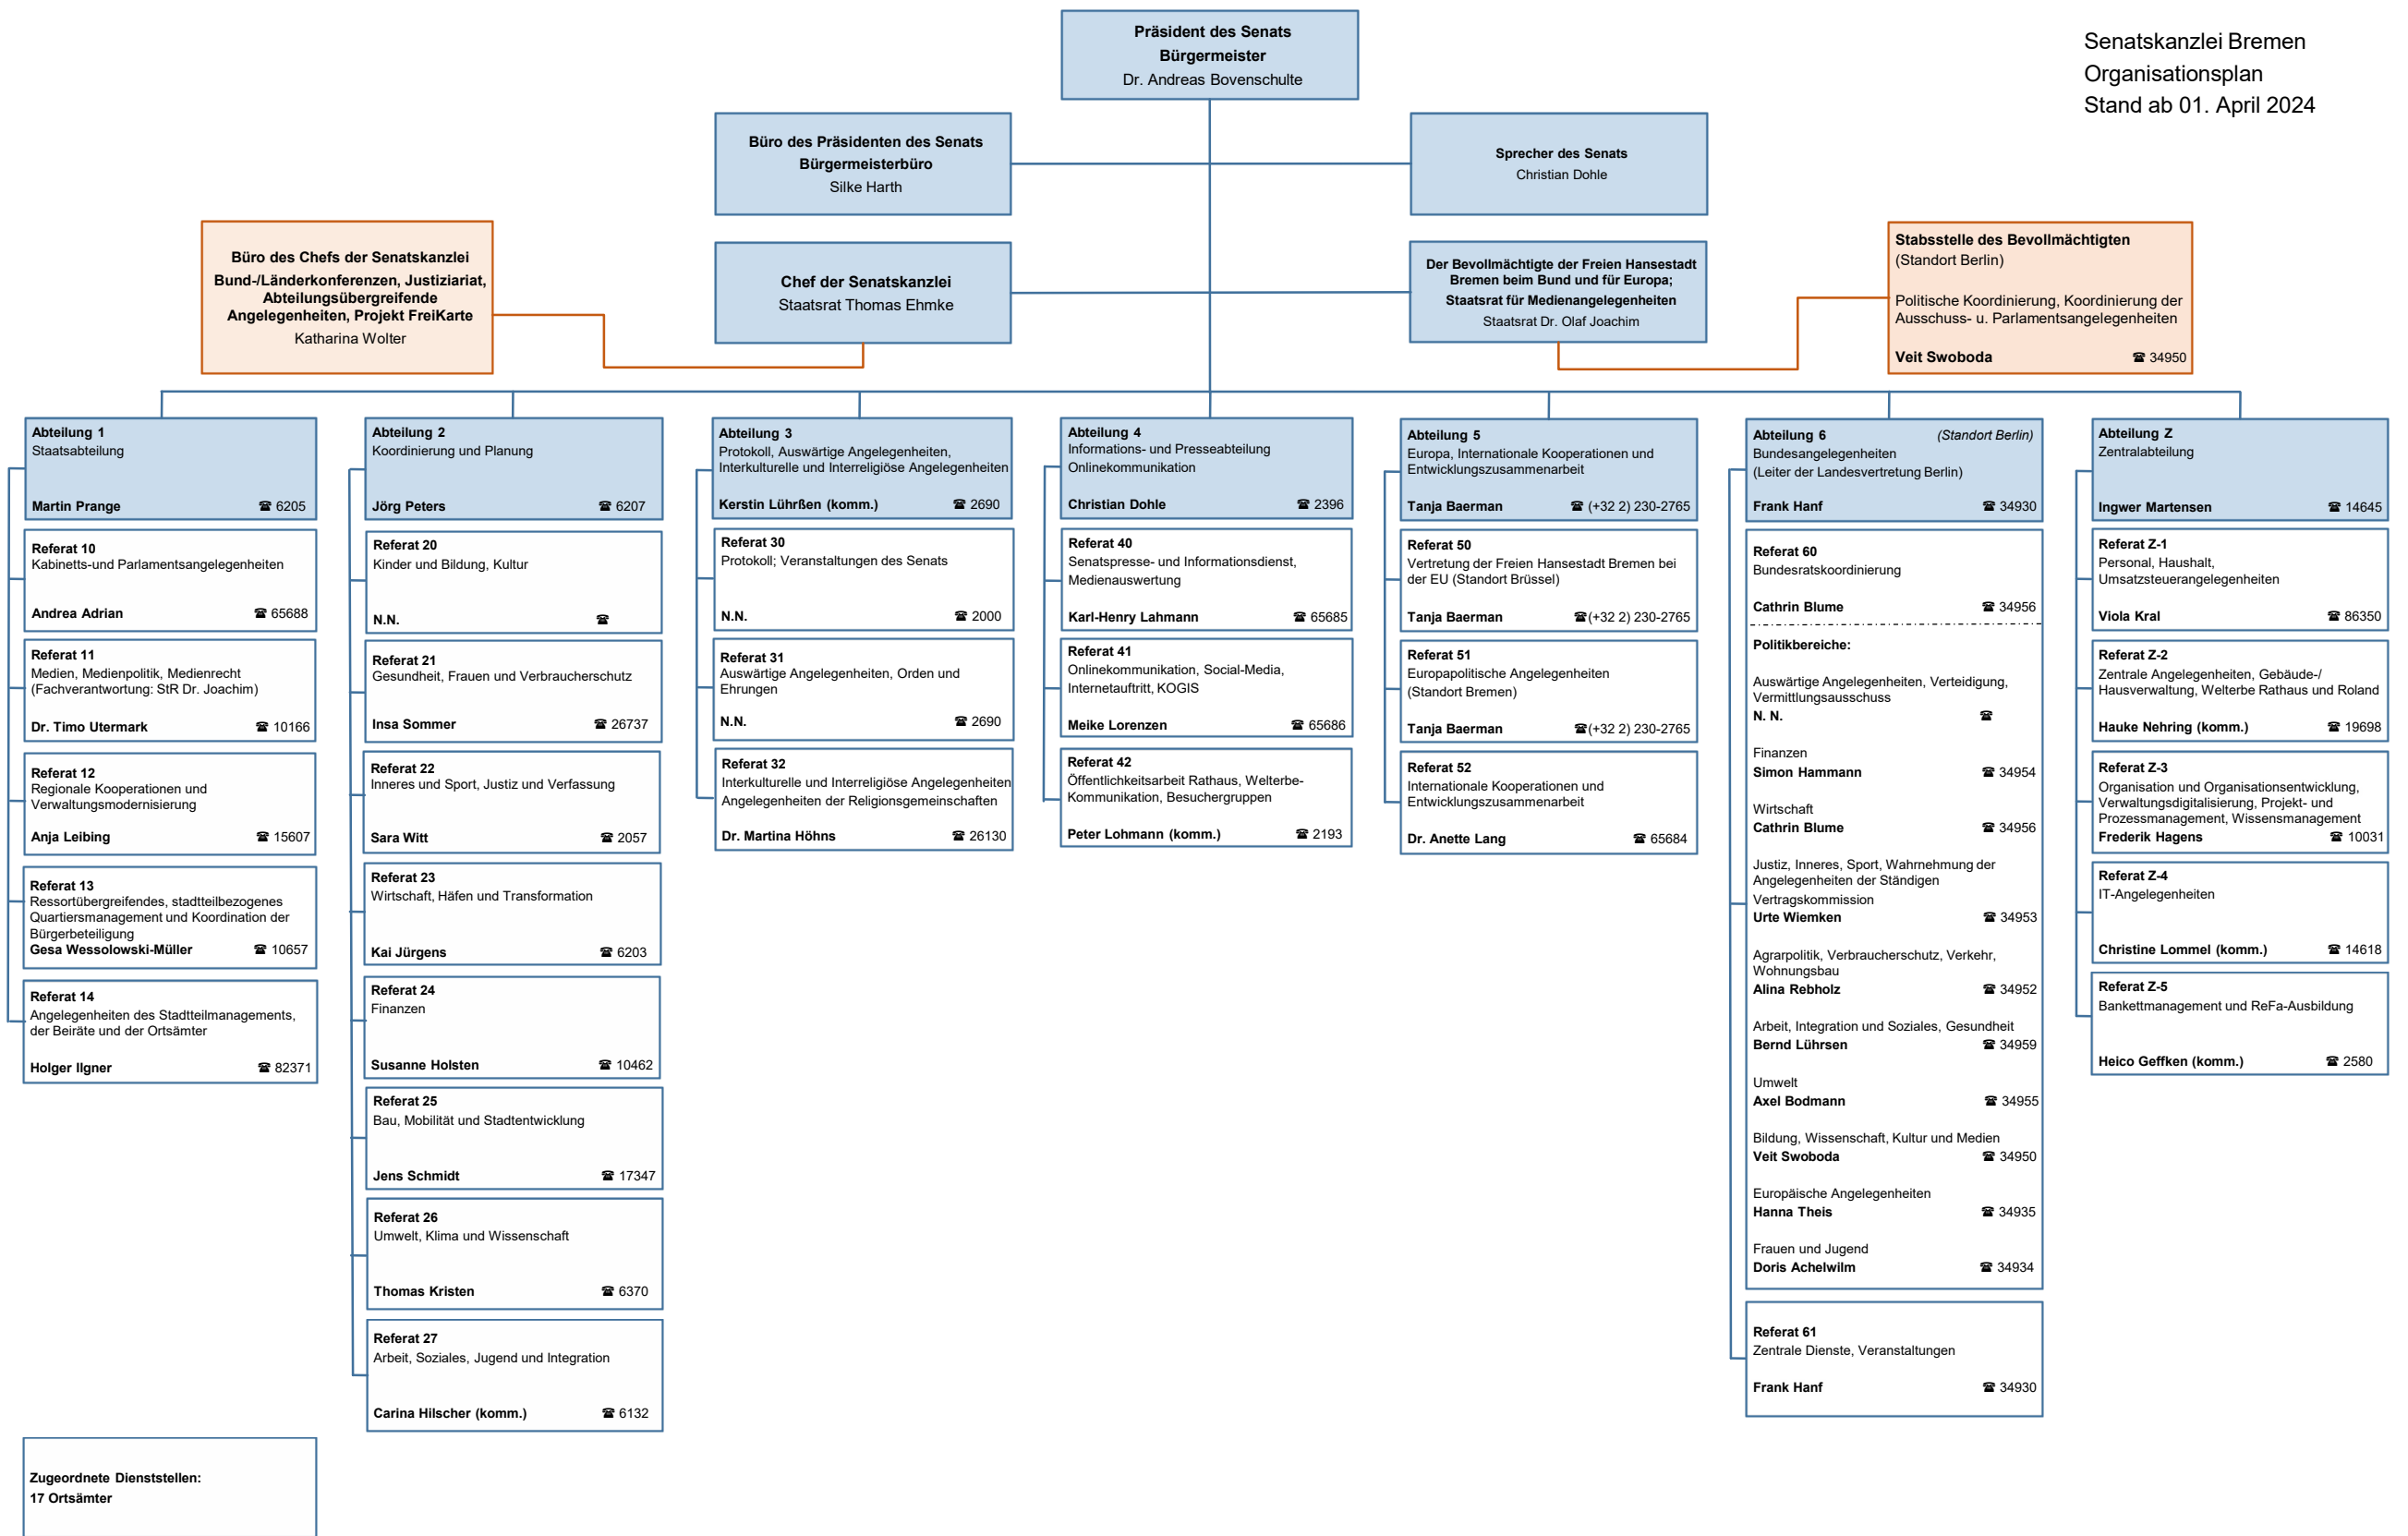 Präsident des Senats
Bürgermeister
Dr. Andreas Bovenschulte
Senatskanzlei Bremen
Organisationsplan
Stand ab 01. April 2024
Büro des Präsidenten des Senats
Bürgermeisterbüro
Silke Harth
Sprecher des Senats
Christian Dohle
Büro des Chefs der Senatskanzlei
Bund-/Länderkonferenzen, Justiziariat,
Abteilungsübergreifende
Angelegenheiten, Projekt FreiKarte
Katharina Wolter
Chef der Senatskanzlei
Staatsrat Thomas Ehmke
Der Bevollmächtigte der Freien Hansestadt
Bremen beim Bund und für Europa;
Staatsrat für Medienangelegenheiten
Staatsrat Dr. Olaf Joachim
Stabsstelle des Bevollmächtigten
(Standort Berlin)
Politische Koordinierung, Koordinierung der
Ausschuss- u. Parlamentsangelegenheiten
Veit Swoboda ☎ 34950
Abteilung 1
Staatsabteilung
Martin Prange ☎ 6205
Referat 10
Kabinetts-und Parlamentsangelegenheiten
Andrea Adrian ☎ 65688
Referat 11
Medien, Medienpolitik, Medienrecht
(Fachverantwortung: StR Dr. Joachim)
Dr. Timo Utermark ☎ 10166
Referat 12
Regionale Kooperationen und
Verwaltungsmodernisierung
Anja Leibing ☎ 15607
Referat 13
Ressortübergreifendes, stadtteilbezogenes
Quartiersmanagement und Koordination der
Bürgerbeteiligung
Gesa Wessolowski-Müller ☎ 10657
Referat 14
Angelegenheiten des Stadtteilmanagements,
der Beiräte und der Ortsämter
Holger Ilgner ☎ 82371
Zugeordnete Dienststellen:
17 Ortsämter
Abteilung 2
Koordinierung und Planung
Jörg Peters ☎ 6207
Referat 20
Kinder und Bildung, Kultur
N.N. ☎
Referat 21
Gesundheit, Frauen und Verbraucherschutz
Insa Sommer ☎ 26737
Referat 22
Inneres und Sport, Justiz und Verfassung
Sara Witt ☎ 2057
Referat 23
Wirtschaft, Häfen und Transformation
Kai Jürgens ☎ 6203
Referat 24
Finanzen
Susanne Holsten ☎ 10462
Referat 25
Bau, Mobilität und Stadtentwicklung
Jens Schmidt ☎ 17347
Referat 26
Umwelt, Klima und Wissenschaft
Thomas Kristen ☎ 6370
Referat 27
Arbeit, Soziales, Jugend und Integration
Carina Hilscher (komm.) ☎ 6132
Abteilung 3
Protokoll, Auswärtige Angelegenheiten,
Interkulturelle und Interreligiöse Angelegenheiten
Kerstin Lührßen (komm.) ☎ 2690
Referat 30
Protokoll; Veranstaltungen des Senats
N.N. ☎ 2000
Referat 31
Auswärtige Angelegenheiten, Orden und
Ehrungen
N.N. ☎ 2690
Referat 32
Interkulturelle und Interreligiöse Angelegenheiten
Angelegenheiten der Religionsgemeinschaften
Dr. Martina Höhns ☎ 26130
Abteilung 4
Informations- und Presseabteilung
Onlinekommunikation
Christian Dohle ☎ 2396
Referat 40
Senatspresse- und Informationsdienst,
Medienauswertung
Karl-Henry Lahmann ☎ 65685
Referat 41
Onlinekommunikation, Social-Media,
Internetauftritt, KOGIS
Meike Lorenzen ☎ 65686
Referat 42
Öffentlichkeitsarbeit Rathaus, Welterbe-
Kommunikation, Besuchergruppen
Peter Lohmann (komm.) ☎ 2193
Abteilung 5
Europa, Internationale Kooperationen und
Entwicklungszusammenarbeit
Tanja Baerman ☎ (+32 2) 230-2765
Referat 50
Vertretung der Freien Hansestadt Bremen bei
der EU (Standort Brüssel)
Tanja Baerman ☎(+32 2) 230-2765
Referat 51
Europapolitische Angelegenheiten
(Standort Bremen)
Tanja Baerman ☎(+32 2) 230-2765
Referat 52
Internationale Kooperationen und
Entwicklungszusammenarbeit
Dr. Anette Lang ☎ 65684
Abteilung 6 (Standort Berlin)
Bundesangelegenheiten
(Leiter der Landesvertretung Berlin)
Frank Hanf ☎ 34930
Referat 60
Bundesratskoordinierung
Cathrin Blume ☎ 34956
Politikbereiche:
Auswärtige Angelegenheiten, Verteidigung,
Vermittlungsausschuss
N. N. ☎
Finanzen
Simon Hammann ☎ 34954
Wirtschaft
Cathrin Blume ☎ 34956
Justiz, Inneres, Sport, Wahrnehmung der
Angelegenheiten der Ständigen
Vertragskommission
Urte Wiemken ☎ 34953
Agrarpolitik, Verbraucherschutz, Verkehr,
Wohnungsbau
Alina Rebholz ☎ 34952
Arbeit, Integration und Soziales, Gesundheit
Bernd Lührsen ☎ 34959
Umwelt
Axel Bodmann ☎ 34955
Bildung, Wissenschaft, Kultur und Medien
Veit Swoboda ☎ 34950
Europäische Angelegenheiten
Hanna Theis ☎ 34935
Frauen und Jugend
Doris Achelwilm ☎ 34934
Referat 61
Zentrale Dienste, Veranstaltungen
Frank Hanf ☎ 34930
Abteilung Z
Zentralabteilung
Ingwer Martensen ☎ 14645
Referat Z-1
Personal, Haushalt,
Umsatzsteuerangelegenheiten
Viola Kral ☎ 86350
Referat Z-2
Zentrale Angelegenheiten, Gebäude-/
Hausverwaltung, Welterbe Rathaus und Roland
Hauke Nehring (komm.) ☎ 19698
Referat Z-3
Organisation und Organisationsentwicklung,
Verwaltungsdigitalisierung, Projekt- und
Prozessmanagement, Wissensmanagement
Frederik Hagens ☎ 10031
Referat Z-4
IT-Angelegenheiten
Christine Lommel (komm.) ☎ 14618
Referat Z-5
Bankettmanagement und ReFa-Ausbildung
Heico Geffken (komm.) ☎ 2580